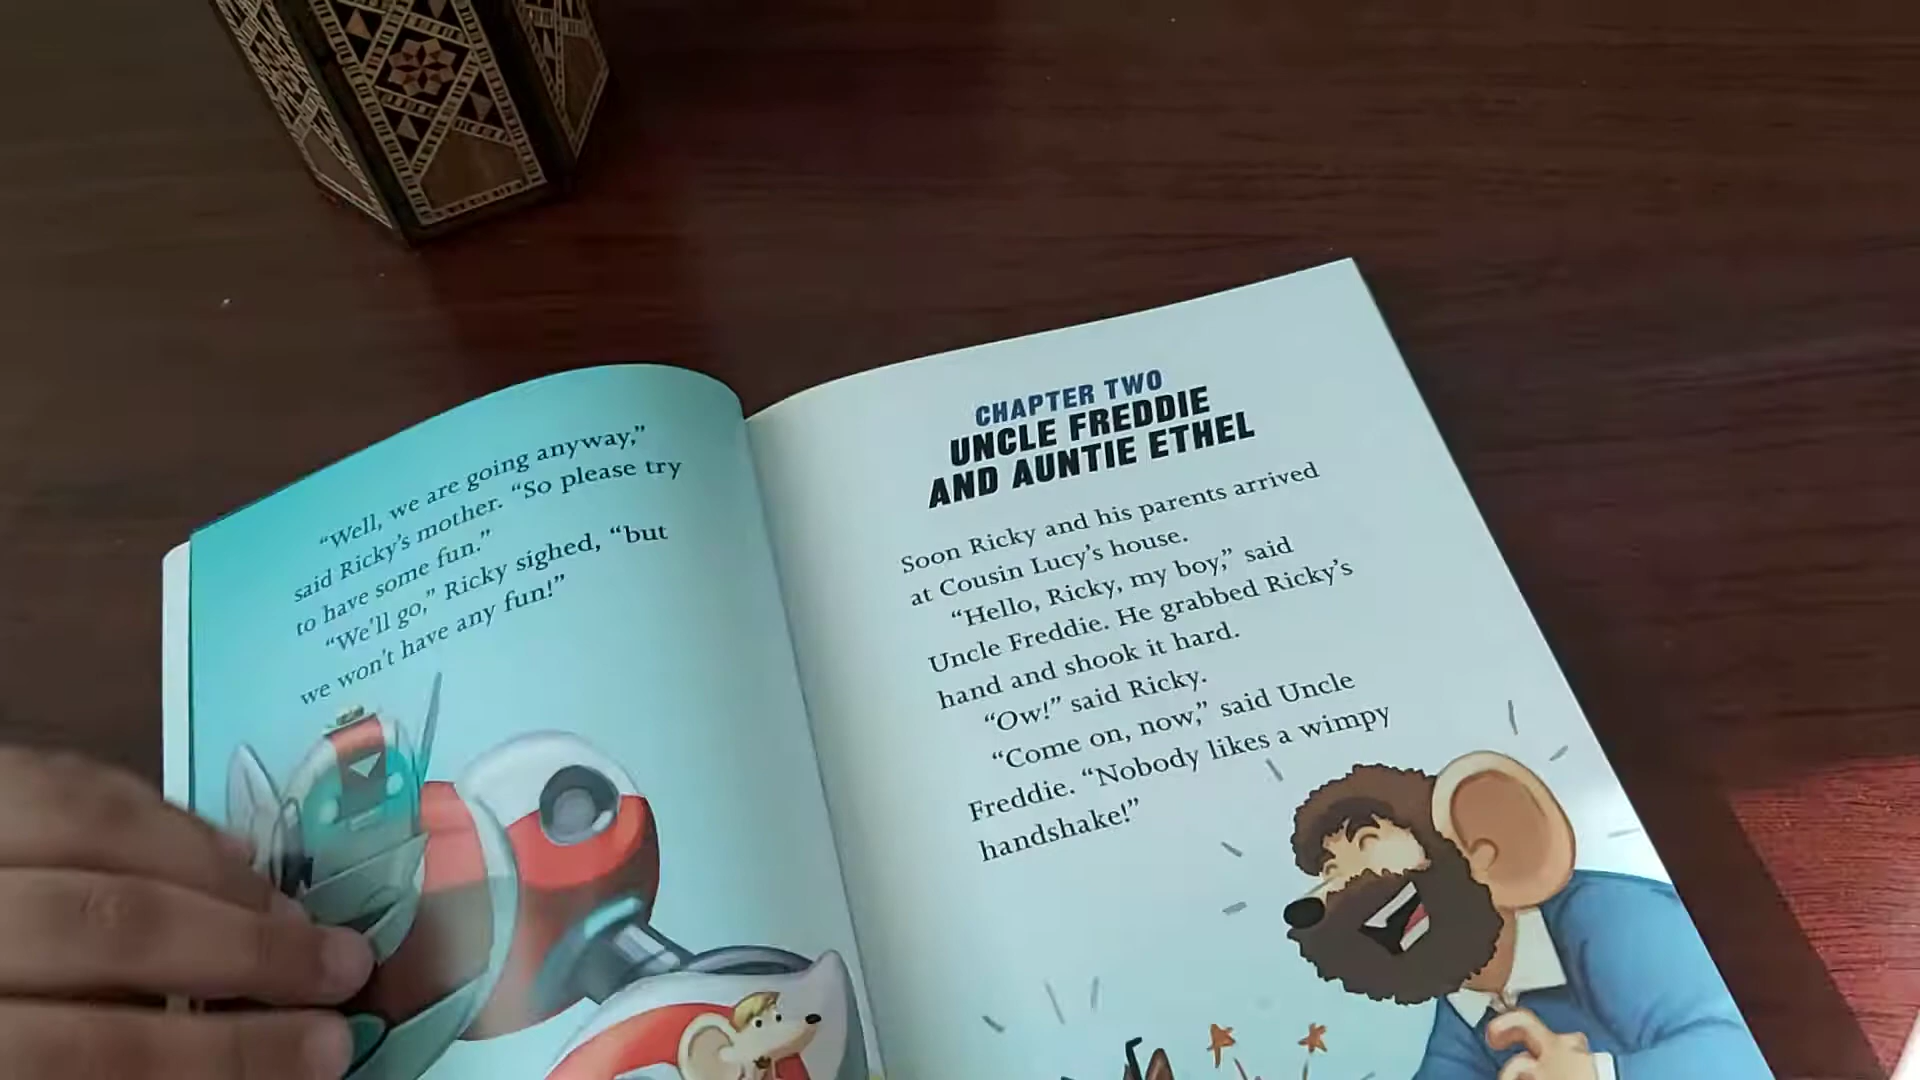 “Well, we are going anyway,”
said Ricky’s mother. “So please try
to have some fun.”
“We’ll go,” Ricky sighed, “but
we won’t have any fun!”
CHAPTER TWO
UNCLE FREDDIE
AND AUNTIE ETHEL
Soon Ricky and his parents arrived
at Cousin Lucy’s house.
“Hello, Ricky, my boy,” said
Uncle Freddie. He grabbed Ricky’s
hand and shook it hard.
“Ow!” said Ricky.
“Come on, now,” said Uncle
Freddie. “Nobody likes a wimpy
handshake!”